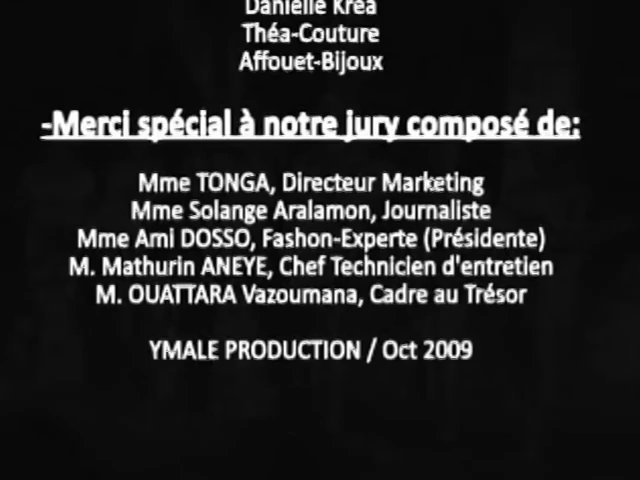 Danielle Kréa
Théa-Couture
Affouet-Bijoux
-Merci spécial à notre jury composé de:
Mme TONGA, Directeur Marketing
Mme Solange Aralamon, Journaliste
Mme Ami DOSSO, Fashon-Experte (Présidente)
M. Mathurin ANEYE, Chef Technicien d'entretien
M. OUATTARA Vazoumana, Cadre au Trésor
YMALE PRODUCTION / Oct 2009